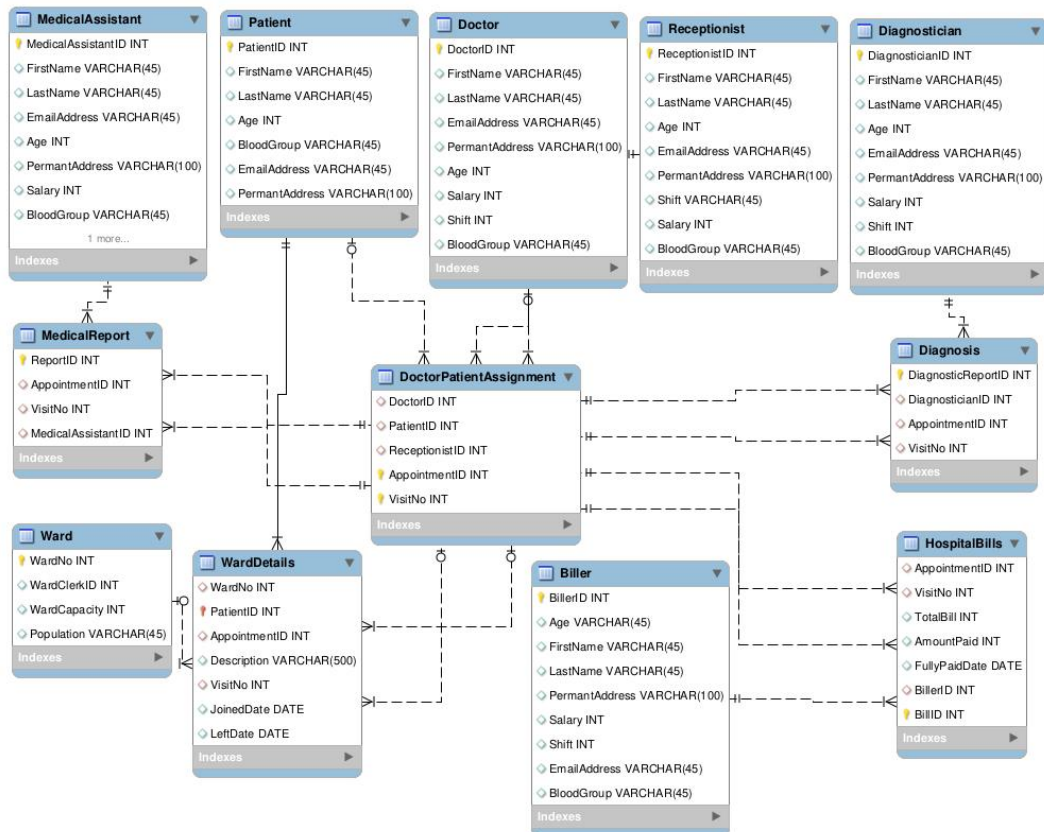 MedicalAssistant
MedicalAssistantID INT
FirstName VARCHAR(45)
LastName VARCHAR(45)
EmailAddress VARCHAR(45)
Age INT
PermantAddress VARCHAR(100)
Salary INT
BloodGroup VARCHAR(45)
1 more...
Indexes
Patient
PatientID INT
FirstName VARCHAR(45)
LastName VARCHAR(45)
Age INT
BloodGroup VARCHAR(45)
EmailAddress VARCHAR(45)
PermantAddress VARCHAR(100)
Indexes
Doctor
DoctorID INT
FirstName VARCHAR(45)
LastName VARCHAR(45)
EmailAddress VARCHAR(45)
PermantAddress VARCHAR(100)
Age INT
Salary INT
Shift INT
BloodGroup VARCHAR(45)
Receptionist
ReceptionistID INT
FirstName VARCHAR(45)
LastName VARCHAR(45)
Age INT
EmailAddress VARCHAR(45)
PermantAddress VARCHAR(100)
Shift VARCHAR(45)
Salary INT
BloodGroup VARCHAR(45)
Indexes
Diagnostician
DiagnosticianID INT
FirstName VARCHAR(45)
LastName VARCHAR(45)
Age INT
EmailAddress VARCHAR(45)
PermantAddress VARCHAR(100)
Salary INT
Shift INT
BloodGroup VARCHAR(45)
Indexes
MedicalReport
ReportID INT
AppointmentID INT
VisitNo INT
MedicalAssistantID INT
Indexes
DoctorPatientAssignment
DoctorID INT
PatientID INT
ReceptionistID INT
AppointmentID INT
VisitNo INT
Indexes
Diagnosis
DiagnosticReportID INT
DiagnosticianID INT
AppointmentID INT
VisitNo INT
Indexes
Ward
WardNo INT
WardClerkID INT
WardCapacity INT
Population VARCHAR(45)
Indexes
WardDetails
WardNo INT
PatientID INT
AppointmentID INT
Description VARCHAR(500)
VisitNo INT
JoinedDate DATE
LeftDate DATE
Indexes
Biller
BillerID INT
Age VARCHAR(45)
FirstName VARCHAR(45)
LastName VARCHAR(45)
PermantAddress VARCHAR(100)
Salary INT
Shift INT
EmailAddress VARCHAR(45)
BloodGroup VARCHAR(45)
Indexes
HospitalBills
AppointmentID INT
VisitNo INT
TotalBill INT
AmountPaid INT
FullyPaidDate DATE
BillerID INT
BillID INT
Indexes